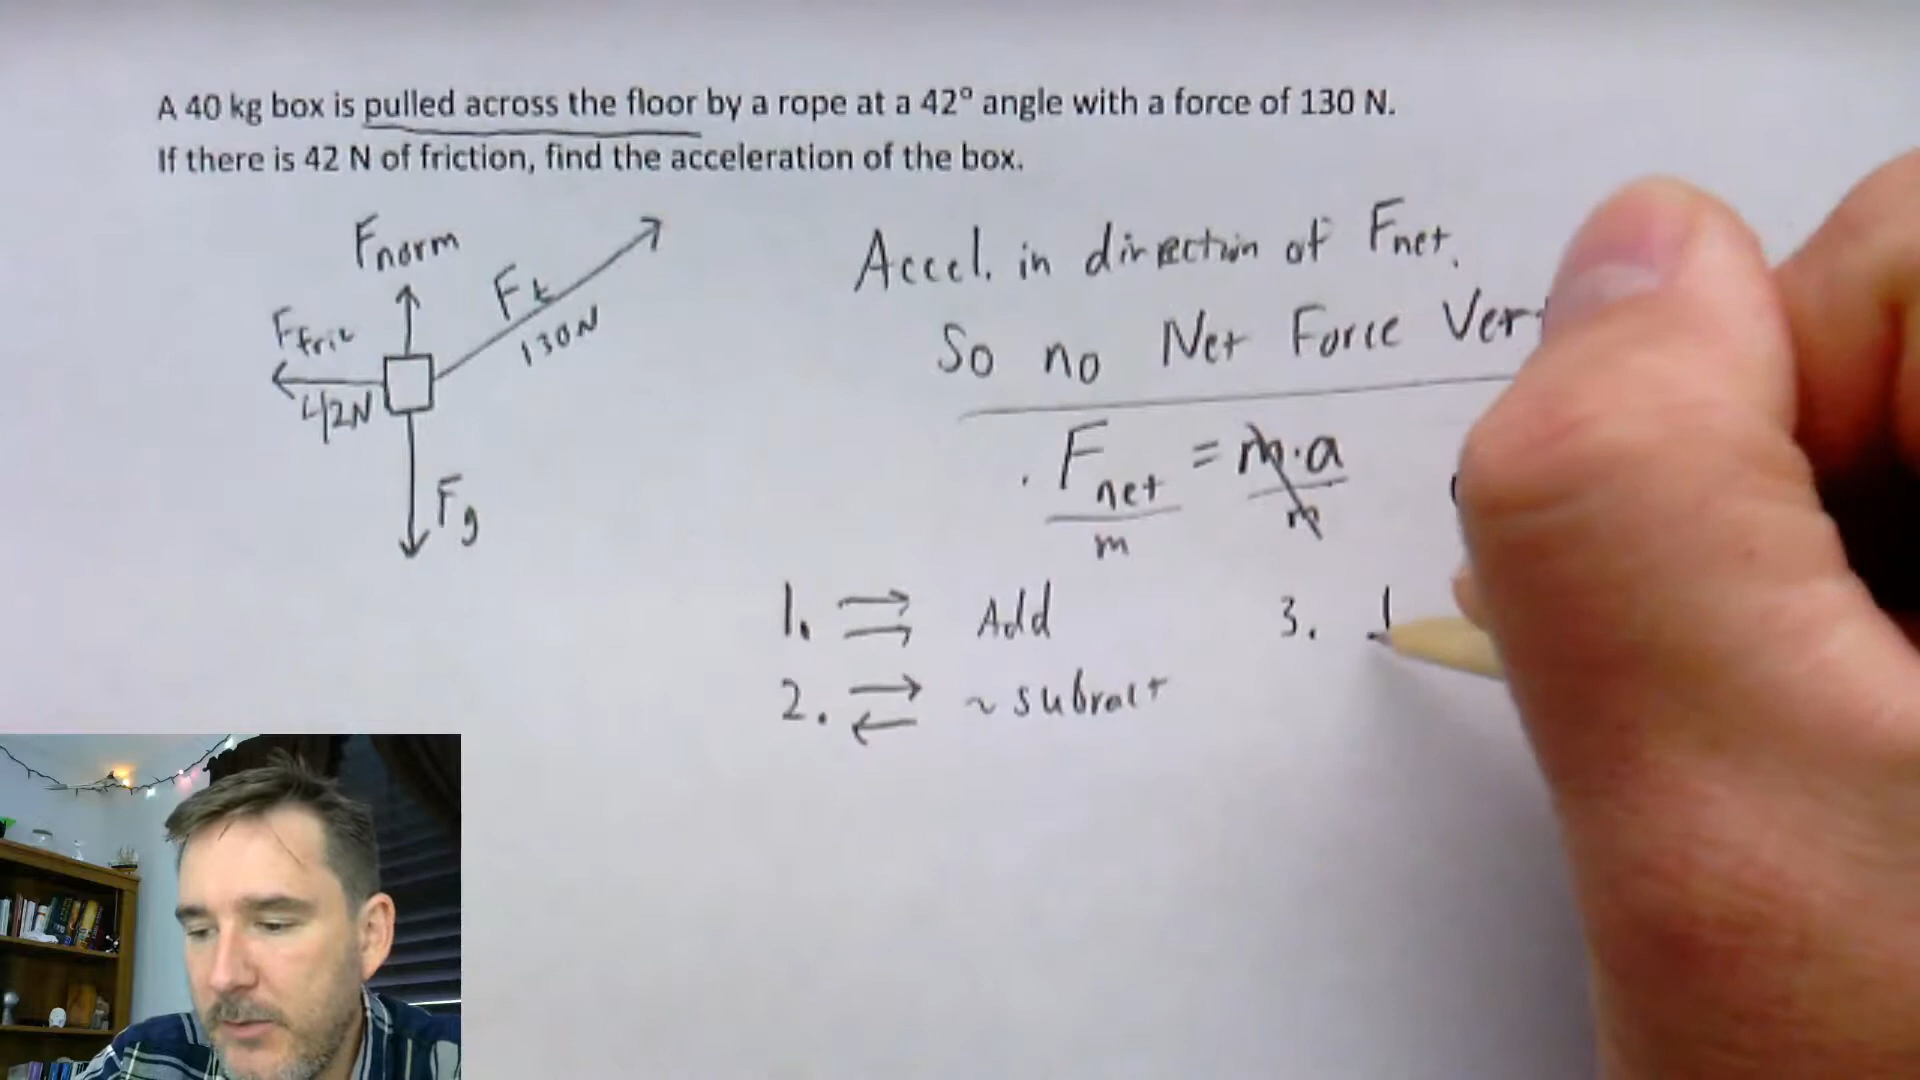 A 40 kg box is pulled across the floor by a rope at a 42° angle with a force of 130 N.
If there is 42 N of friction, find the acceleration of the box.
Fnorm
Ft
130N
Ffric
42N
Fg
Accel. in direction of Fnet.
So no Net Force Vert
Fnet = m·a
m m
1. ⇉ Add
2. ⇄ ~subract
3.